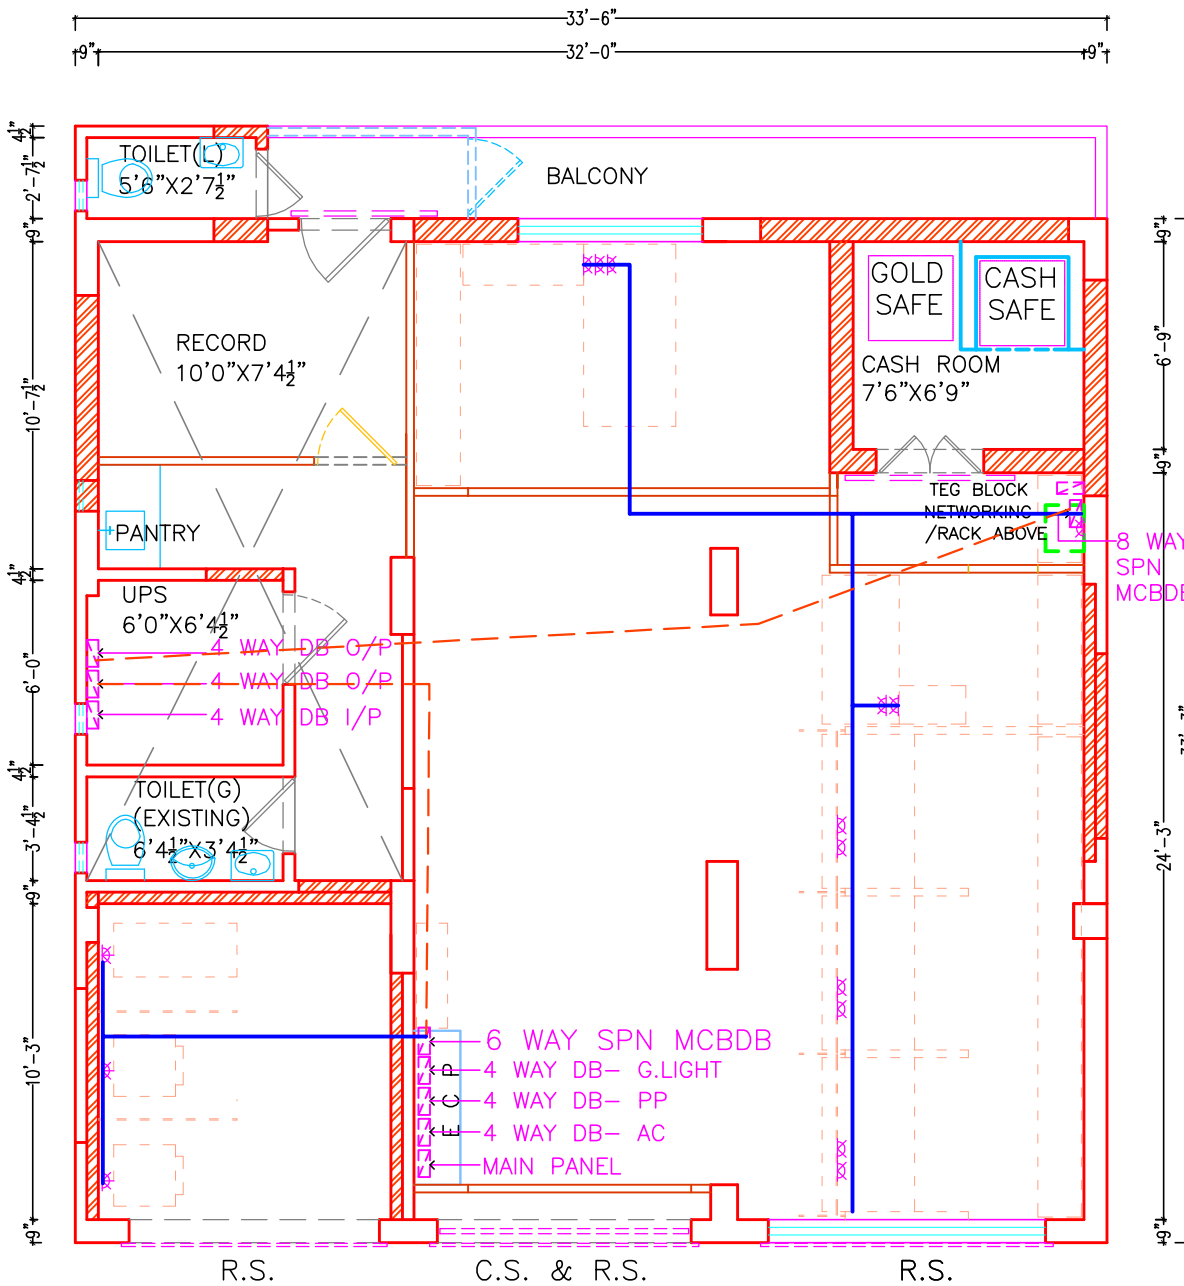 33'-6"
9"
32'-0"
9"
4½"
2'-7½"
9"
10'-7½"
4½"
6'-0"
4½"
3'-4½"
9"
10'-3"
9"
TOILET(L)
5'6"X2'7½"
BALCONY
RECORD
10'0"X7'4½"
GOLD
SAFE
CASH
SAFE
CASH ROOM
7'6"X6'9"
9"
6'-9"
9"
TEG BLOCK
NETWORKING
/RACK ABOVE
8 WAY
SPN
MCBDB
PANTRY
UPS
6'0"X6'4½"
4 WAY DB O/P
4 WAY DB O/P
4 WAY DB I/P
TOILET(G)
(EXISTING)
6'4½"X3'4½"
24'-3"
9"
6 WAY SPN MCBDB
4 WAY DB- G.LIGHT
4 WAY DB- PP
4 WAY DB- AC
MAIN PANEL
E C P
R.S.
C.S. & R.S.
R.S.